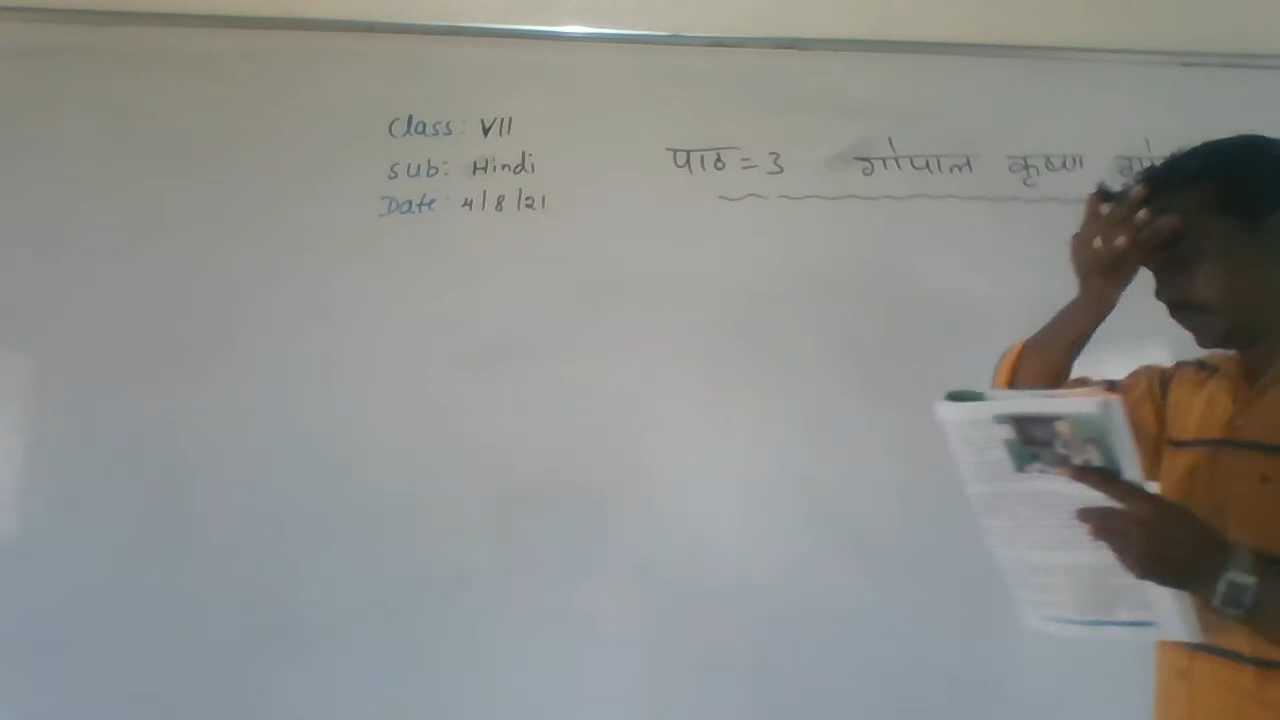 Class: VII
Sub: Hindi
Date: 4/8/21
पाठ = 3 गोपाल कृष्ण